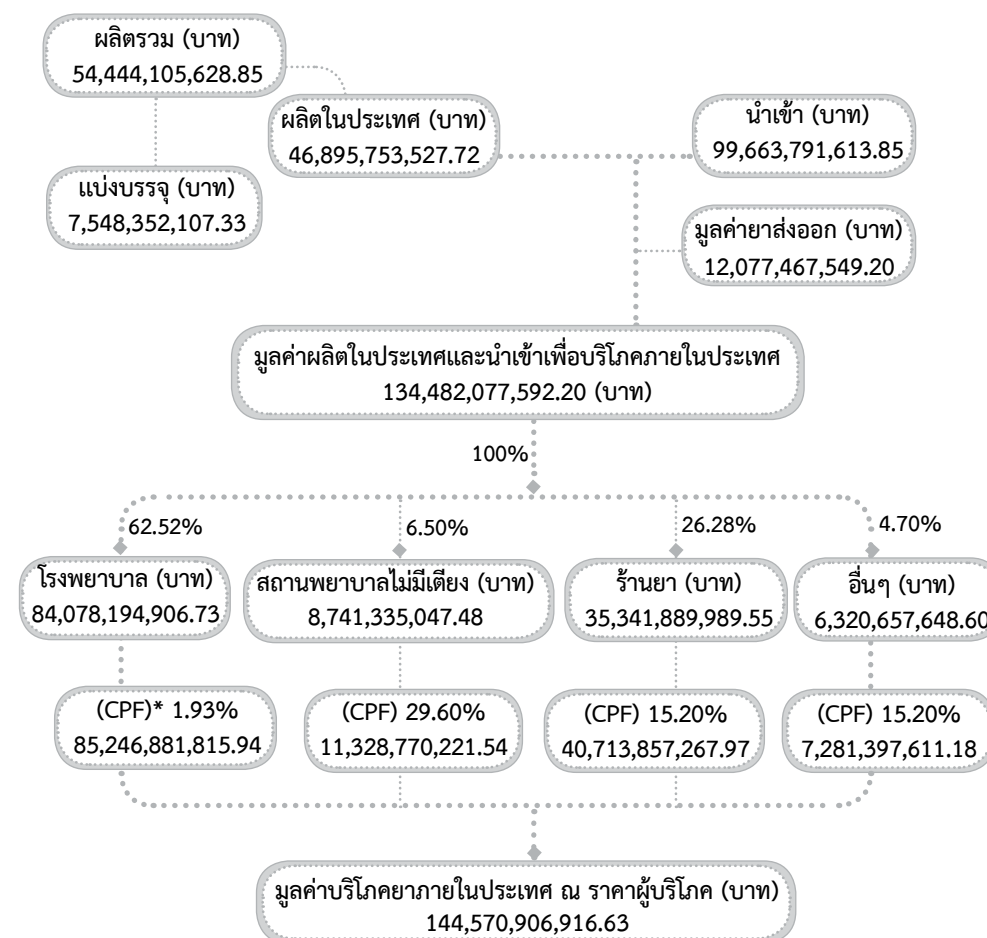 ผลิตรวม (บาท)
54,444,105,628.85
ผลิตในประเทศ (บาท)
46,895,753,527.72
นำเข้า (บาท)
99,663,791,613.85
แบ่งบรรจุ (บาท)
7,548,352,107.33
มูลค่ายาส่งออก (บาท)
12,077,467,549.20
มูลค่าผลิตในประเทศและนำเข้าเพื่อบริโภคภายในประเทศ
134,482,077,592.20 (บาท)
100%
62.52%
6.50%
26.28%
4.70%
โรงพยาบาล (บาท)
84,078,194,906.73
สถานพยาบาลไม่มีเตียง (บาท)
8,741,335,047.48
ร้านยา (บาท)
35,341,889,989.55
อื่นๆ (บาท)
6,320,657,648.60
(CPF)* 1.93%
85,246,881,815.94
(CPF) 29.60%
11,328,770,221.54
(CPF) 15.20%
40,713,857,267.97
(CPF) 15.20%
7,281,397,611.18
มูลค่าบริโภคยาภายในประเทศ ณ ราคาผู้บริโภค (บาท)
144,570,906,916.63